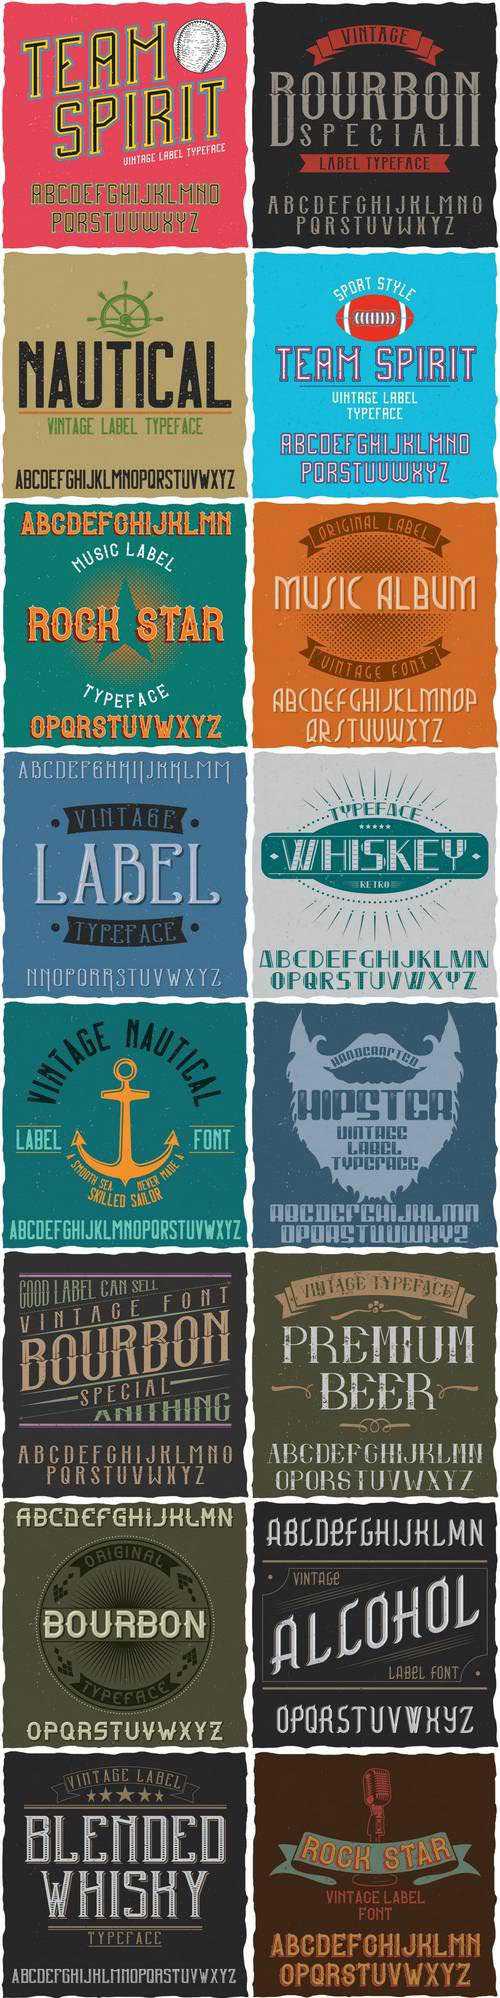 TEAM
SPIRIT
VINTAGE LABEL TYPEFACE
ABCDEFGHIJKLMNO
PQRSTUVWXYZ
VINTAGE
BOURBON
SPECIAL
LABEL TYPEFACE
ABCDEFGHIJKLMNO
PQRSTUVWXYZ
NAUTICAL
VINTAGE LABEL TYPEFACE
ABCDEFGHIJKLMNOPQRSTUVWXYZ
SPORT STYLE
TEAM SPIRIT
VINTAGE LABEL
TYPEFACE
ABCDEFGHIJKLMNO
PQRSTUVWXYZ
ABCDEFGHIJKLMN
MUSIC LABEL
ROCK STAR
TYPEFACE
OPQRSTUVWXYZ
ORIGINAL LABEL
MUSIC ALBUM
VINTAGE FONT
ABCDEFGHIJKLMNOP
QRSTUVWXYZ
VINTAGE
LABEL
TYPEFACE
TYPEFACE
WHISKEY
RETRO
ABCDEFGHIJKLMN
OPQRSTUVWXYZ
VINTAGE NAUTICAL
LABEL FONT
SMOOTH SEA NEVER MADE
SKILLED SAILOR
ABCDEFGHIJKLMNOPQRSTUVWXYZ
HANDCRAFTED
HIPSTER
VINTAGE
LABEL
TYPEFACE
ABCDEFGHIJKLMN
OPQRSTUVWXYZ
GOOD LABEL CAN SELL
VINTAGE FONT
BOURBON
SPECIAL
ANITHING
ABCDEFGHIJKLMNO
PQRSTUVWXYZ
VINTAGE TYPEFACE
PREMIUM
BEER
ABCDEFGHIJKLMN
OPQRSTUVWXYZ
ABCDEFGHIJKLMN
ORIGINAL
BOURBON
TYPEFACE
OPQRSTUVWXYZ
ABCDEFGHIJKLMN
VINTAGE
ALCOHOL
LABEL FONT
OPQRSTUVWXYZ
VINTAGE LABEL
BLENDED
WHISKY
TYPEFACE
ABCDEFGHIJKLMNOPQRSTUVWXYZ
ROCK STAR
VINTAGE LABEL
FONT
ABCDEFGHIJKLMN
OPQRSTUVWXYZ